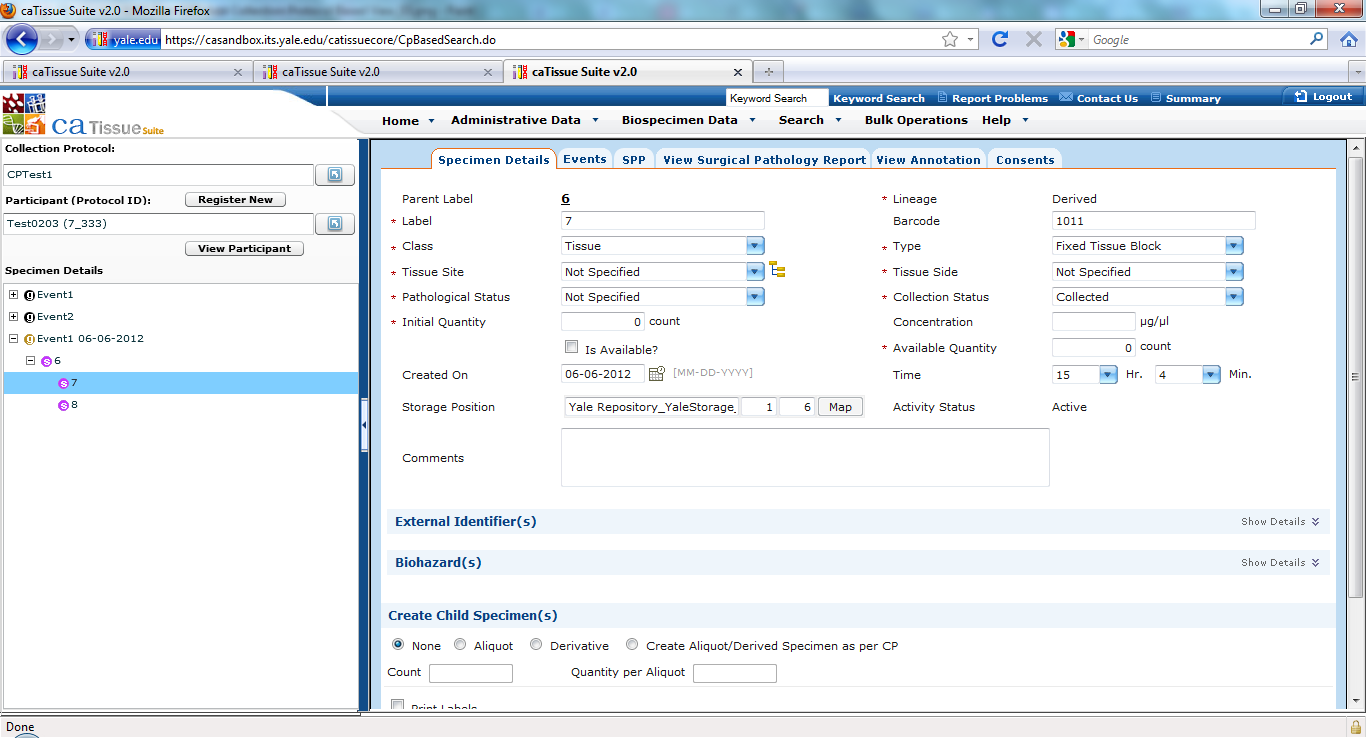 caTissue Suite v2.0 - Mozilla Firefox
yale.edu https://casandbox.its.yale.edu/catissuecore/CpBasedSearch.do Google
caTissue Suite v2.0 caTissue Suite v2.0 caTissue Suite v2.0
Keyword Search Keyword Search Report Problems Contact Us Summary Logout
ca Tissue Suite
Home Administrative Data Biospecimen Data Search Bulk Operations Help
Collection Protocol:
CPTest1
Participant (Protocol ID): Register New
Test0203 (7_333)
View Participant
Specimen Details
Event1
Event2
Event1 06-06-2012
S 6
S 7
S 8
Specimen Details Events SPP View Surgical Pathology Report View Annotation Consents
Parent Label 6 * Lineage Derived
* Label 7 Barcode 1011
* Class Tissue * Type Fixed Tissue Block
* Tissue Site Not Specified * Tissue Side Not Specified
* Pathological Status Not Specified * Collection Status Collected
* Initial Quantity 0 count Concentration µg/µl
Is Available? * Available Quantity 0 count
Created On 06-06-2012 [MM-DD-YYYY] Time 15 Hr. 4 Min.
Storage Position Yale Repository_YaleStorage_ 1 6 Map Activity Status Active
Comments
External Identifier(s) Show Details
Biohazard(s) Show Details
Create Child Specimen(s)
None Aliquot Derivative Create Aliquot/Derived Specimen as per CP
Count Quantity per Aliquot
Print Labels
Done